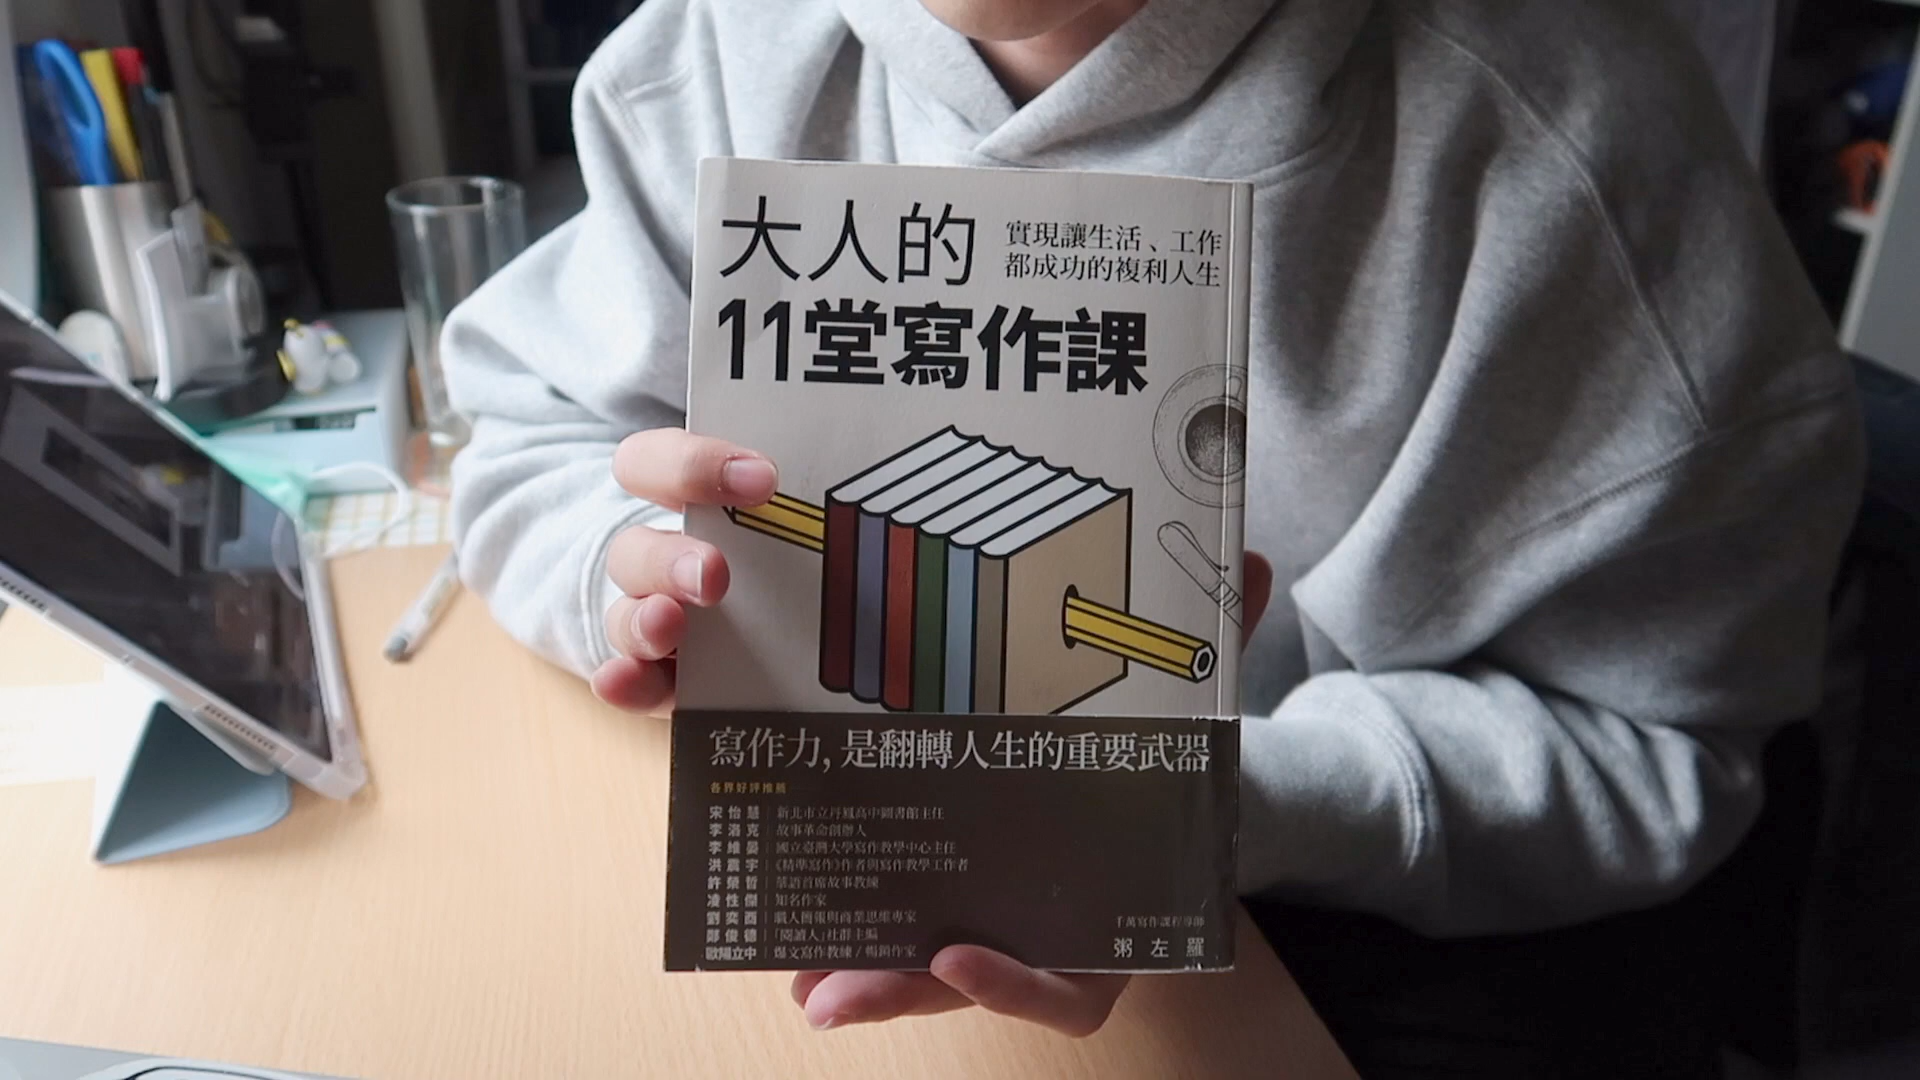 大人的
實現讓生活、工作
都成功的複利人生
11堂寫作課
寫作力,是翻轉人生的重要武器
各界好評推薦
宋怡慧|新北市立丹鳳高中圖書館主任
李洛克|故事革命創辦人
李維晏|國立臺灣大學寫作教學中心主任
洪震宇|《精準寫作》作者與寫作教學工作者
許榮哲|華語首席故事教練
凌性傑|知名作家
劉奕酉|職人簡報與商業思維專家
鄭俊德|「閱讀人」社群主編
歐陽立中|爆文寫作教練/暢銷作家
千萬寫作課程導師
粥左羅